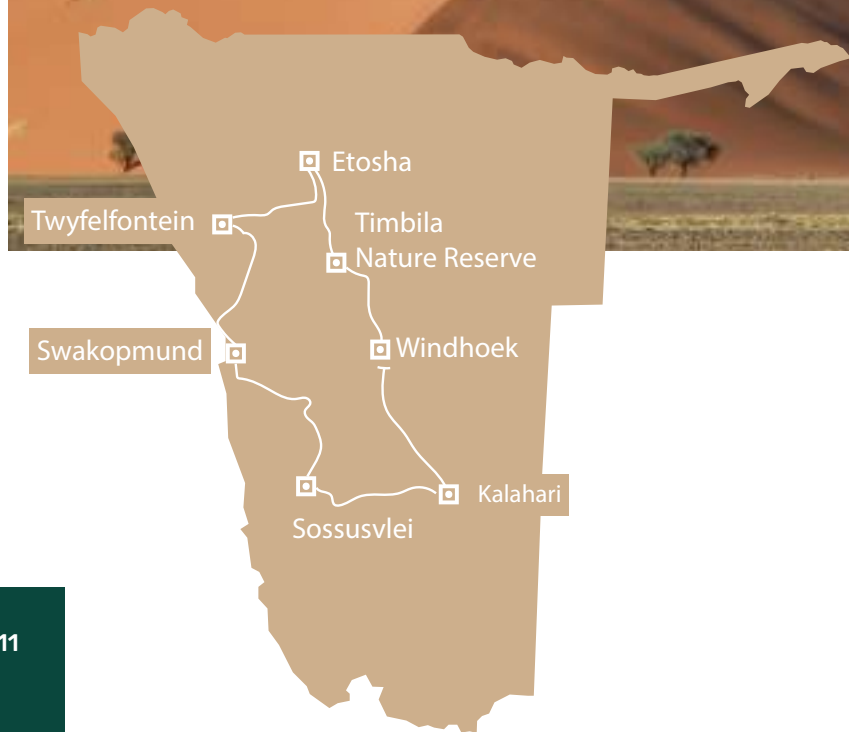 Etosha
Twyfelfontein
Timbila
Nature Reserve
Swakopmund
Windhoek
Kalahari
Sossusvlei
11